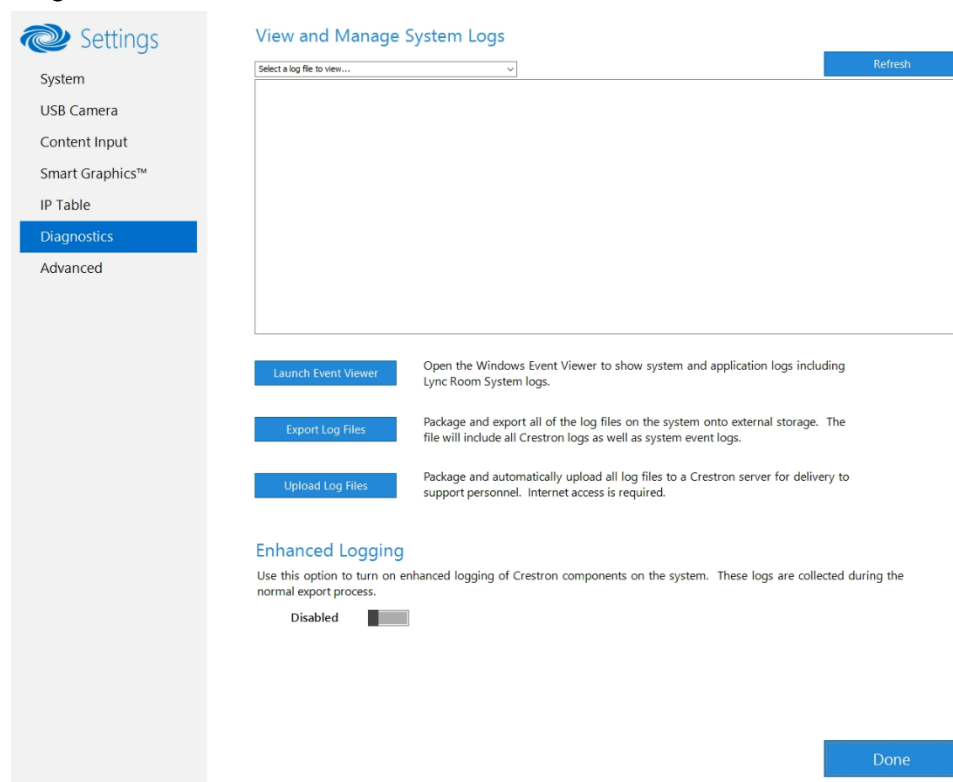 Settings
System
USB Camera
Content Input
Smart Graphics™
IP Table
Diagnostics
Advanced
View and Manage System Logs
Select a log file to view...
Refresh
Launch Event Viewer
Open the Windows Event Viewer to show system and application logs including
Lync Room System logs.
Export Log Files
Package and export all of the log files on the system onto external storage. The
file will include all Crestron logs as well as system event logs.
Upload Log Files
Package and automatically upload all log files to a Crestron server for delivery to
support personnel. Internet access is required.
Enhanced Logging
Use this option to turn on enhanced logging of Crestron components on the system. These logs are collected during the
normal export process.
Disabled
Done